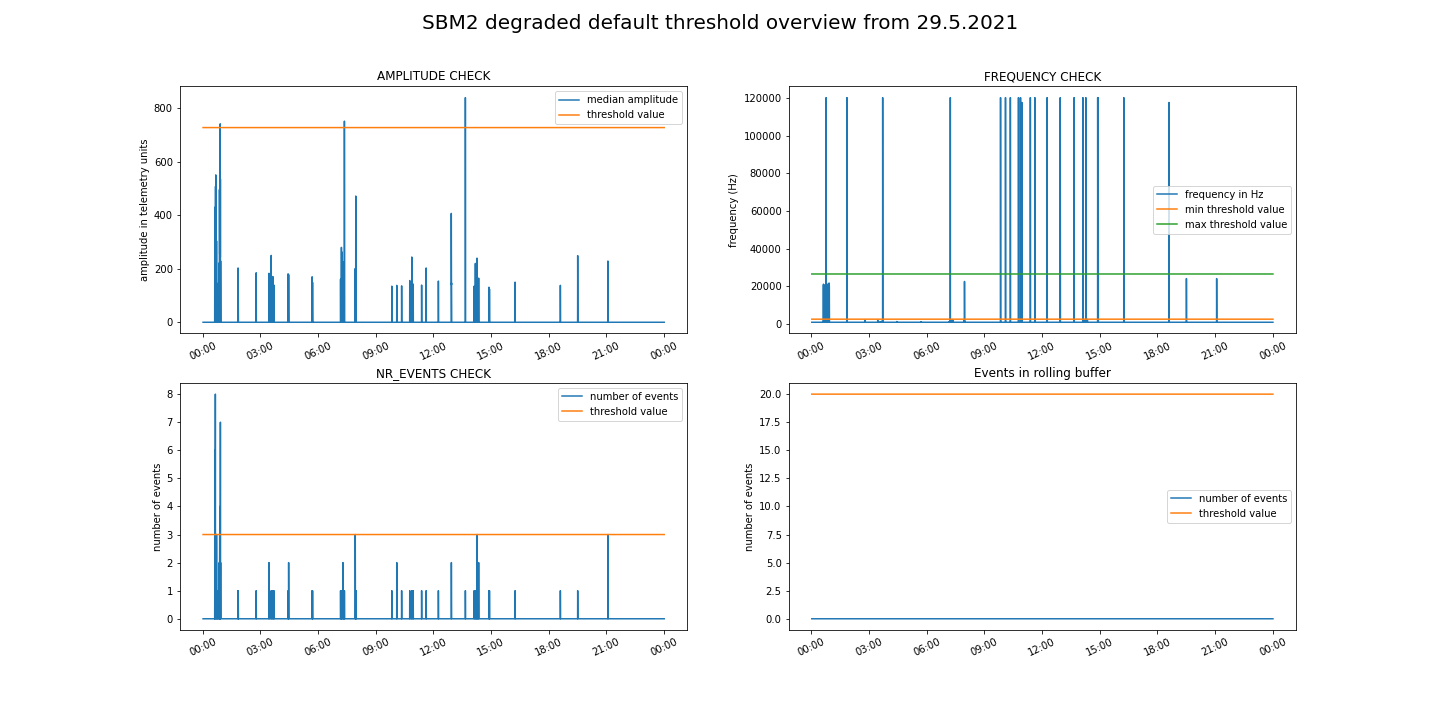 SBM2 degraded default threshold overview from 29.5.2021
AMPLITUDE CHECK
amplitude in telemetry units
800
600
400
200
0
median amplitude
threshold value
00:00 03:00 06:00 09:00 12:00 15:00 18:00 21:00 00:00
FREQUENCY CHECK
frequency (Hz)
120000
100000
80000
60000
40000
20000
0
frequency in Hz
min threshold value
max threshold value
00:00 03:00 06:00 09:00 12:00 15:00 18:00 21:00 00:00
NR_EVENTS CHECK
number of events
8
7
6
5
4
3
2
1
0
number of events
threshold value
00:00 03:00 06:00 09:00 12:00 15:00 18:00 21:00 00:00
Events in rolling buffer
number of events
20.0
17.5
15.0
12.5
10.0
7.5
5.0
2.5
0.0
number of events
threshold value
00:00 03:00 06:00 09:00 12:00 15:00 18:00 21:00 00:00